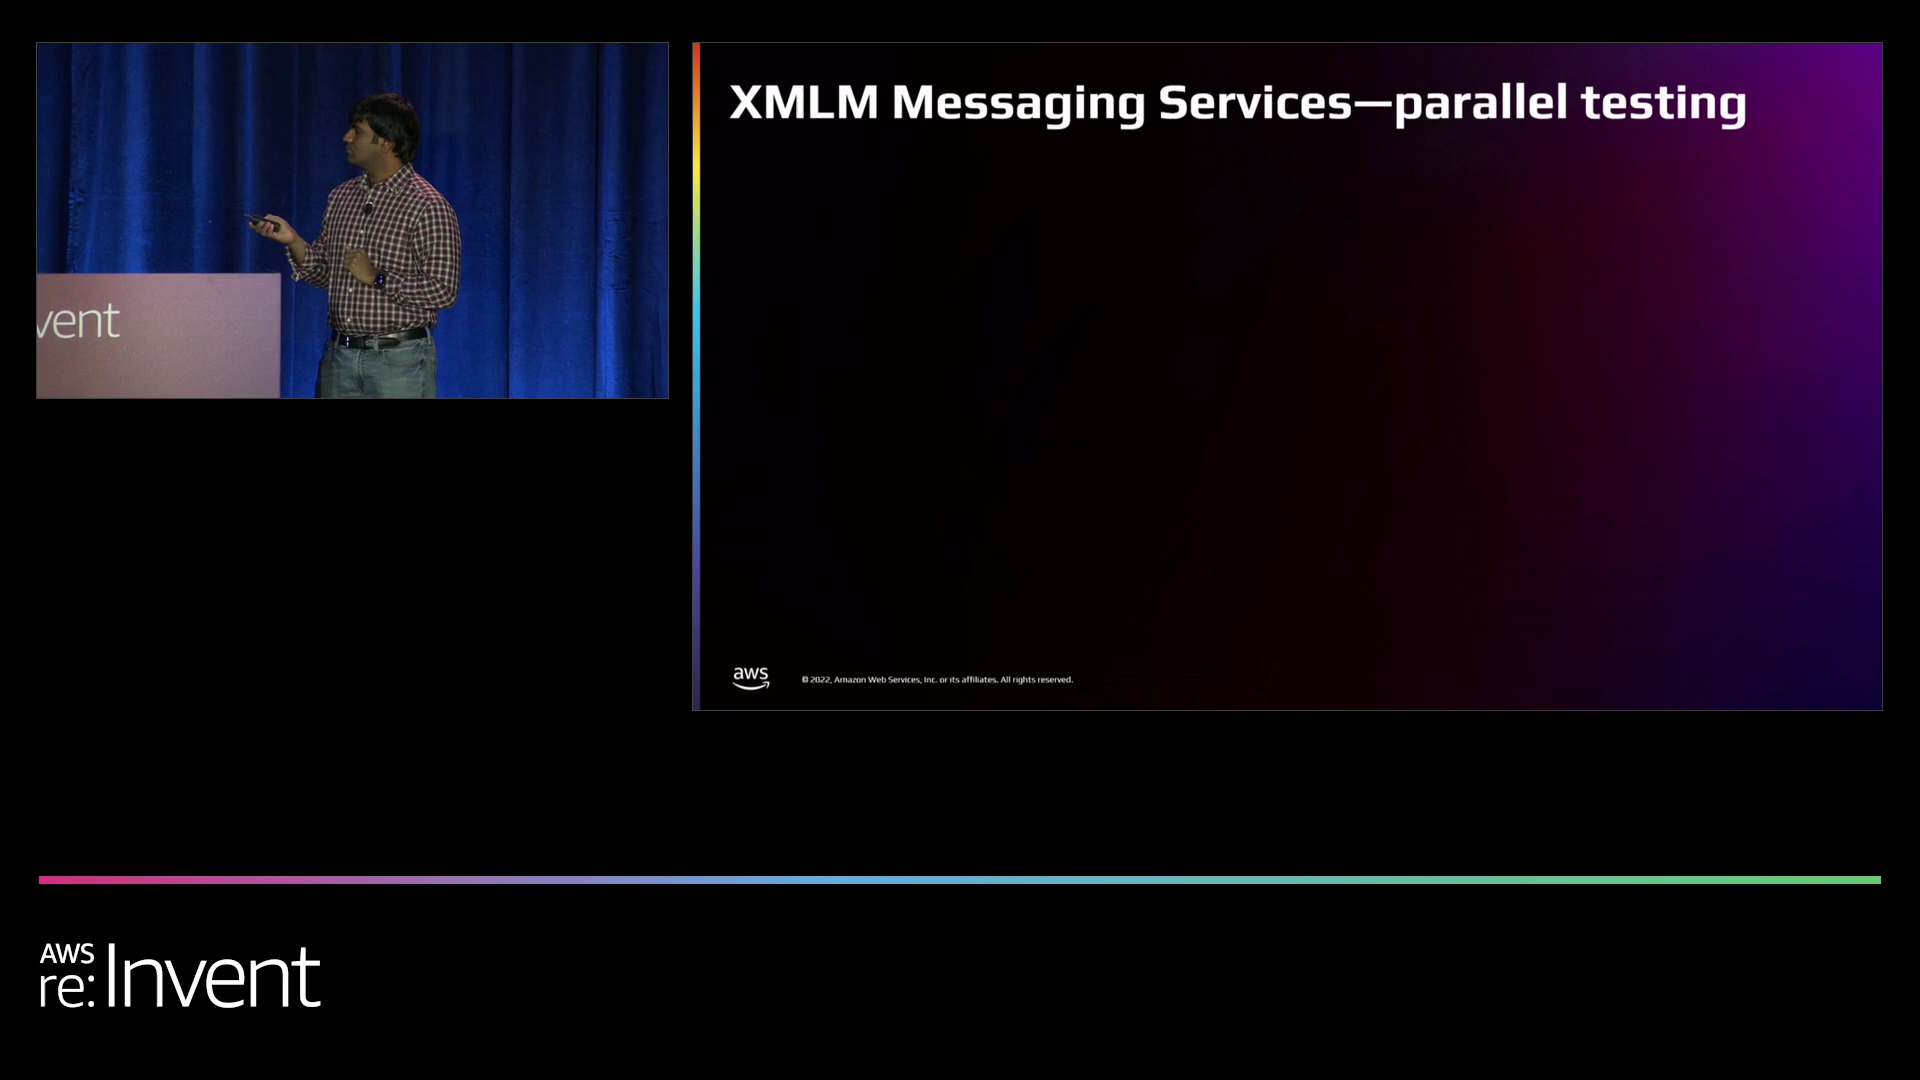 XMLM Messaging Services—parallel testing
vent
aws
© 2022, Amazon Web Services, Inc. or its affiliates. All rights reserved.
AWS
re:Invent